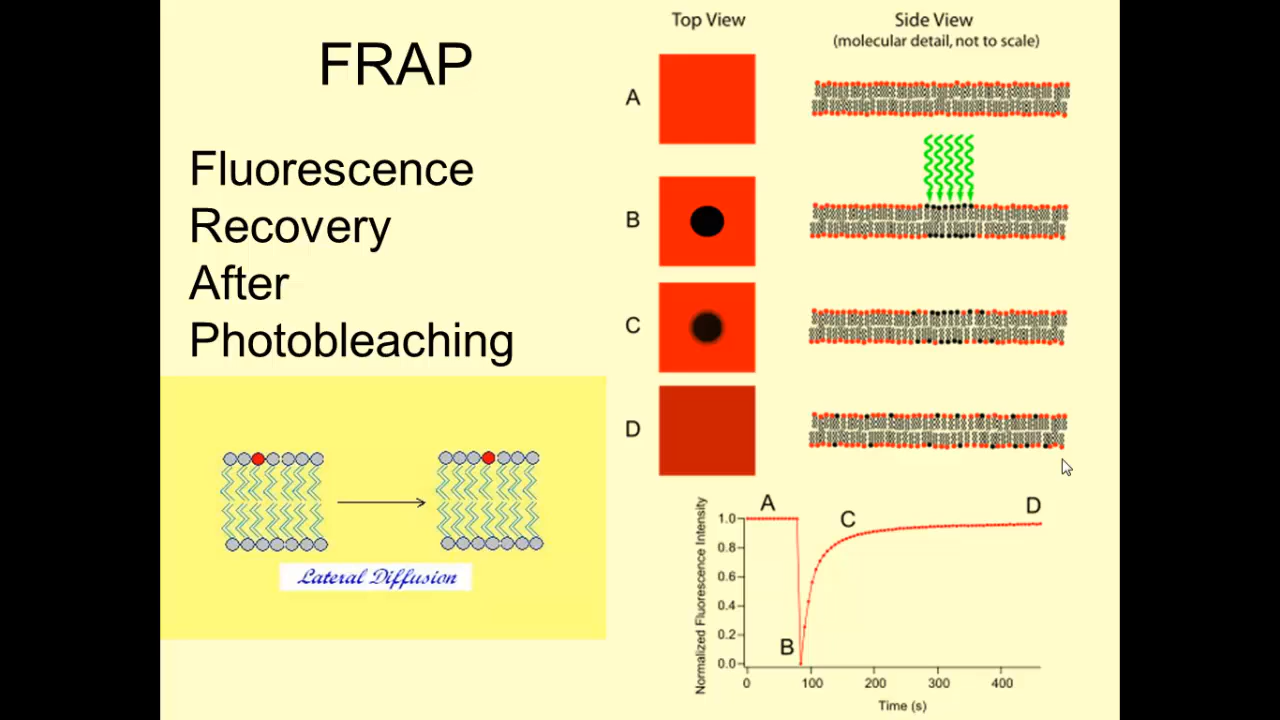 FRAP
Fluorescence
Recovery
After
Photobleaching
Lateral Diffusion
Top View
Side View
(molecular detail, not to scale)
A
B
C
D
Normalized Fluorescence Intensity
1.0
0.8
0.6
0.4
0.2
0.0
A
B
C
D
0
100
200
300
400
Time (s)